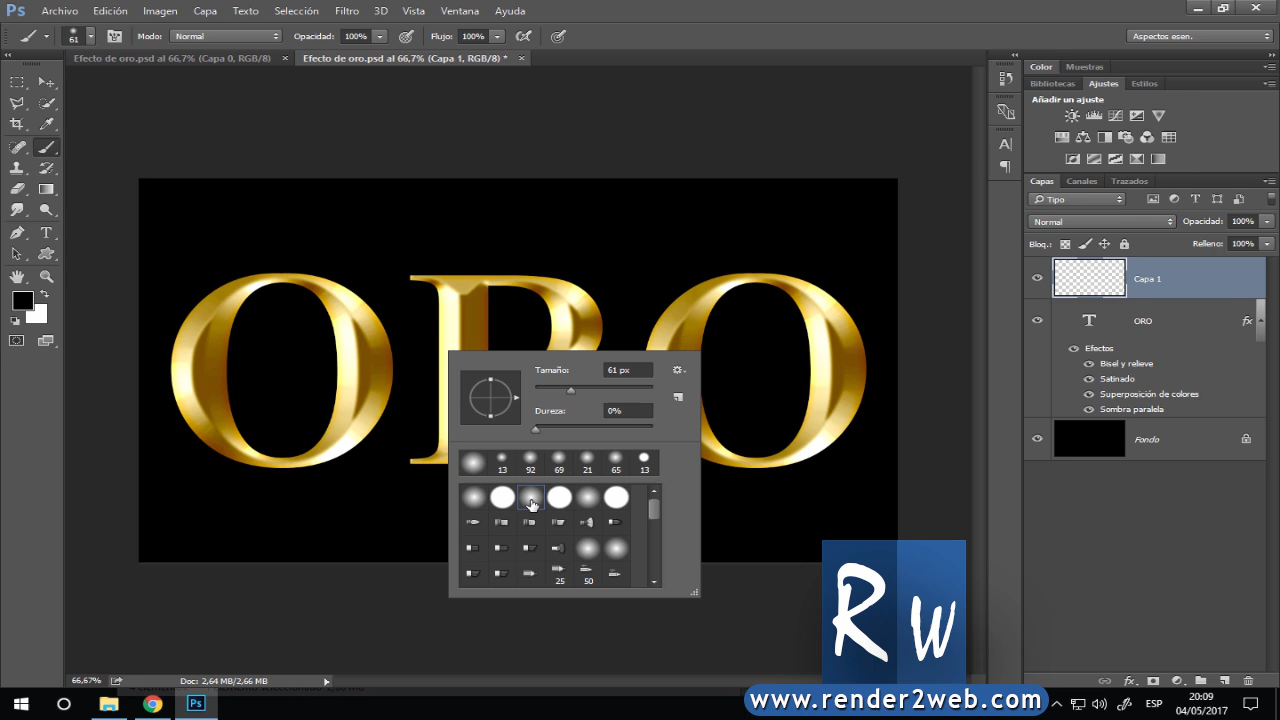 Ps Archivo Edición Imagen Capa Texto Selección Filtro 3D Vista Ventana Ayuda
61 Modo: Normal Opacidad: 100% Flujo: 100% Aspectos esen.
Efecto de oro.psd al 66,7% (Capa 0, RGB/8) × Efecto de oro.psd al 66,7% (Capa 1, RGB/8) * ×
Color Muestras
Bibliotecas Ajustes Estilos
Añadir un ajuste
Capas Canales Trazados
Tipo
Normal Opacidad: 100%
Bloq.: Relleno: 100%
Capa 1
T ORO fx
Efectos
Bisel y relieve
Satinado
Superposición de colores
Sombra paralela
Fondo
ORO
Tamaño: 61 px
Dureza: 0%
13 92 69 21 65 13
25 50
66,67% Doc: 2,64 MB/2,66 MB
RW
www.render2web.com
Ps ESP 20:09
04/05/2017